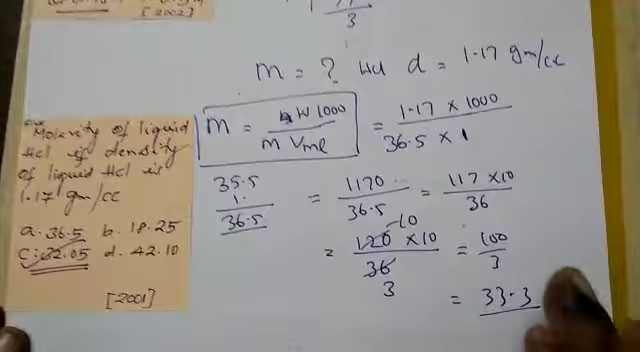 [2002]
3
M = ? Hcl d = 1.17 gm/cc
Molarity of liquid
Hcl if density
of liquid Hcl is
1.17 gm/cc
a. 36.5 b. 18.25
c. 32.05 d. 42.10
[2001]
M = W 1000 / M Vml = 1.17 × 1000 / 36.5 × 1
35.5
1.
36.5
= 1170 / 36.5 = 117 × 10 / 36
= 120 × 10 / 36 = 100 / 3
10
3
= 33.3